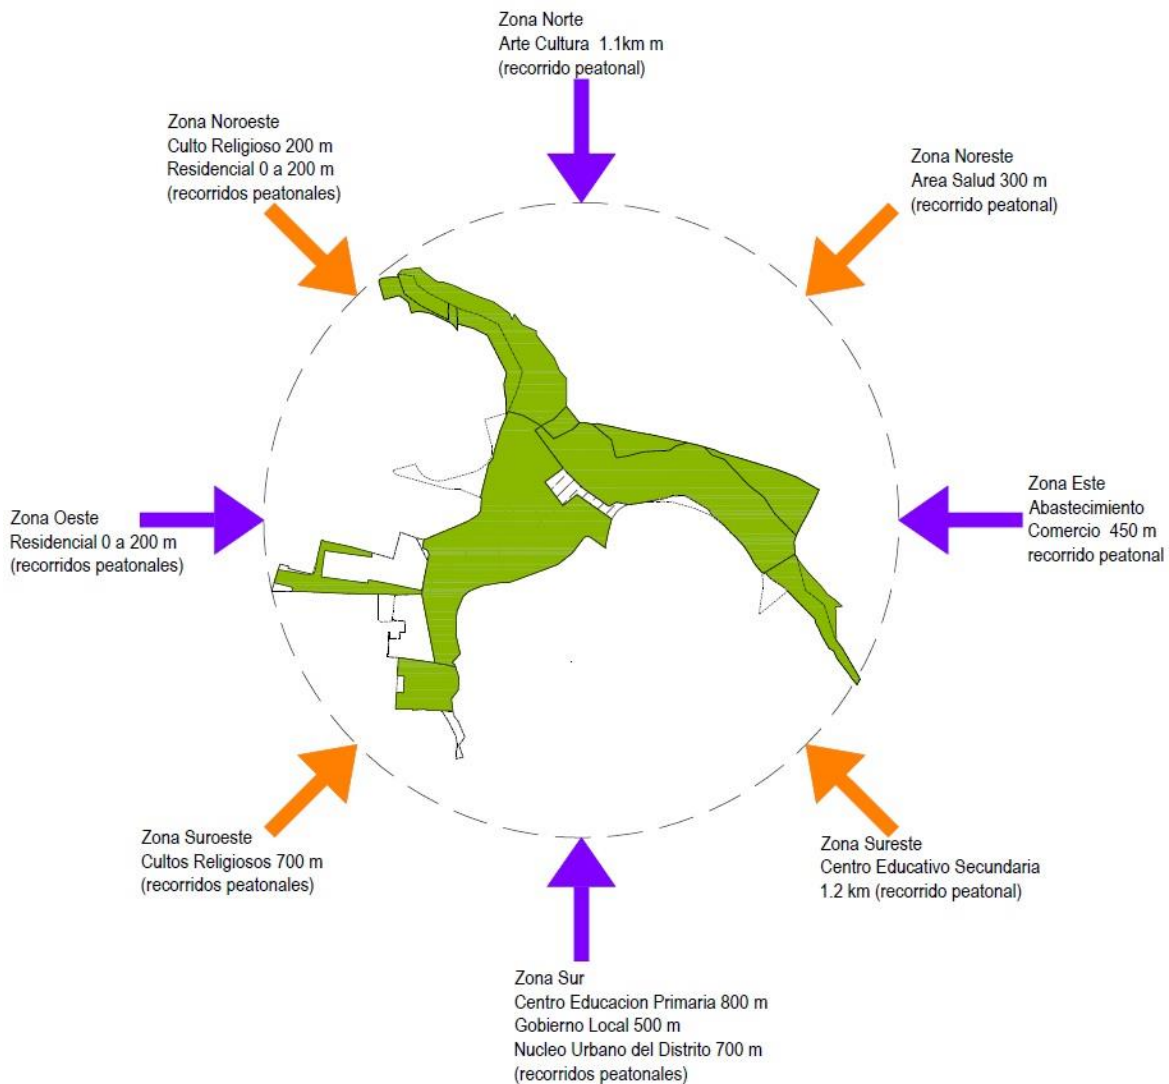 Zona Norte
Arte Cultura 1.1km m
(recorrido peatonal)
Zona Noroeste
Culto Religioso 200 m
Residencial 0 a 200 m
(recorridos peatonales)
Zona Noreste
Area Salud 300 m
(recorrido peatonal)
Zona Oeste
Residencial 0 a 200 m
(recorridos peatonales)
Zona Este
Abastecimiento
Comercio 450 m
recorrido peatonal
Zona Suroeste
Cultos Religiosos 700 m
(recorridos peatonales)
Zona Sureste
Centro Educativo Secundaria
1.2 km (recorrido peatonal)
Zona Sur
Centro Educacion Primaria 800 m
Gobierno Local 500 m
Nucleo Urbano del Distrito 700 m
(recorridos peatonales)